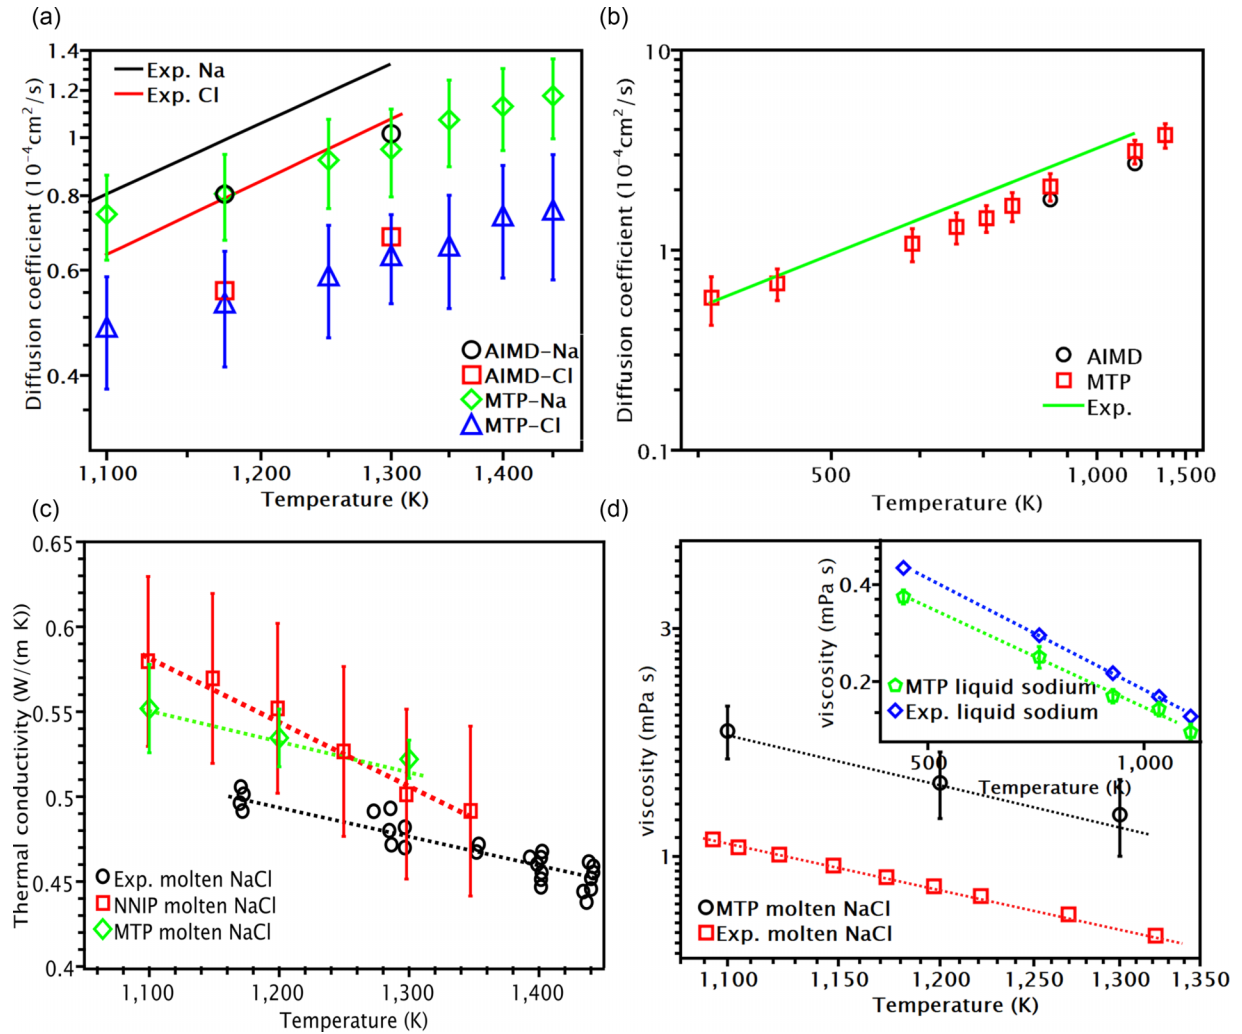 (a)
Diffusion coefficient (10⁻⁴cm²/s)
1.4
1.2
1
0.8
0.6
0.4
Exp. Na
Exp. Cl
AIMD–Na
AIMD–Cl
MTP–Na
MTP–Cl
1,100
1,200
1,300
1,400
Temperature (K)
(b)
Diffusion coefficient (10⁻⁴cm²/s)
10
1
0.1
AIMD
MTP
Exp.
500
1,000
1,500
Temperature (K)
(c)
Thermal conductivity (W/(m K))
0.65
0.6
0.55
0.5
0.45
0.4
Exp. molten NaCl
NNIP molten NaCl
MTP molten NaCl
1,100
1,200
1,300
1,400
Temperature (K)
(d)
viscosity (mPa s)
3
1
viscosity (mPa s)
0.4
0.2
MTP liquid sodium
Exp. liquid sodium
500
1,000
Temperature (K)
MTP molten NaCl
Exp. molten NaCl
1,100
1,200
1,300
1,350
Temperature (K)